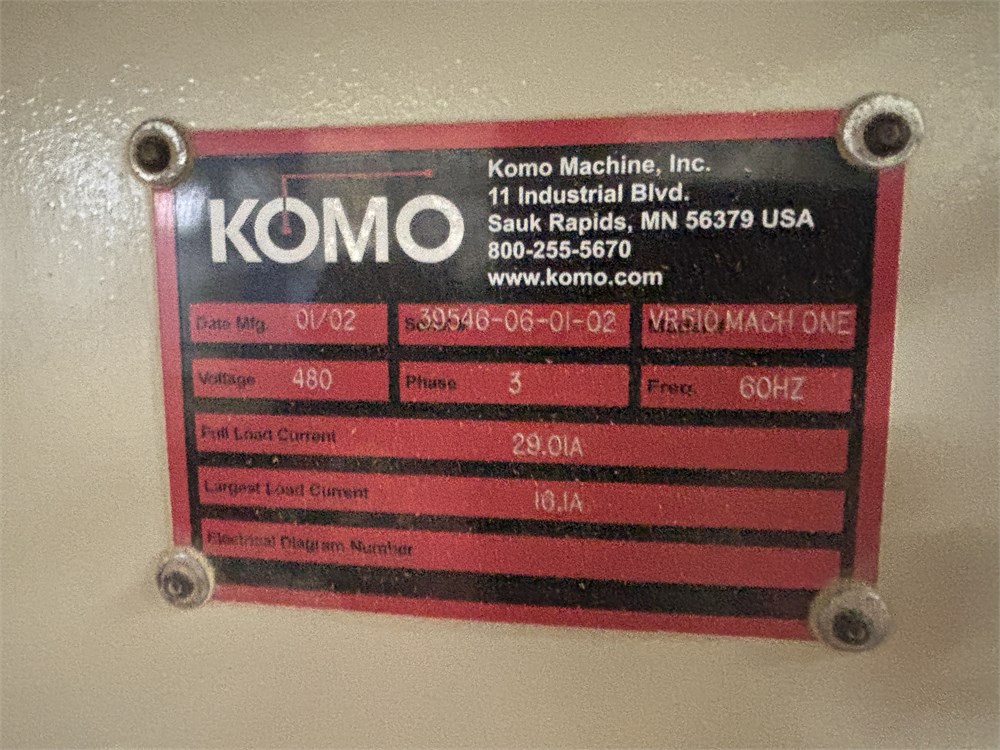 KOMO
Komo Machine, Inc.
11 Industrial Blvd.
Sauk Rapids, MN 56379 USA
800-255-5670
www.komo.com
Date Mfg. 01/02 39546-06-01-02 VR510 MACH ONE
Voltage 480 Phase 3 Freq. 60HZ
Full Load Current 29.01A
Largest Load Current 16.1A
Electrical Diagram Number